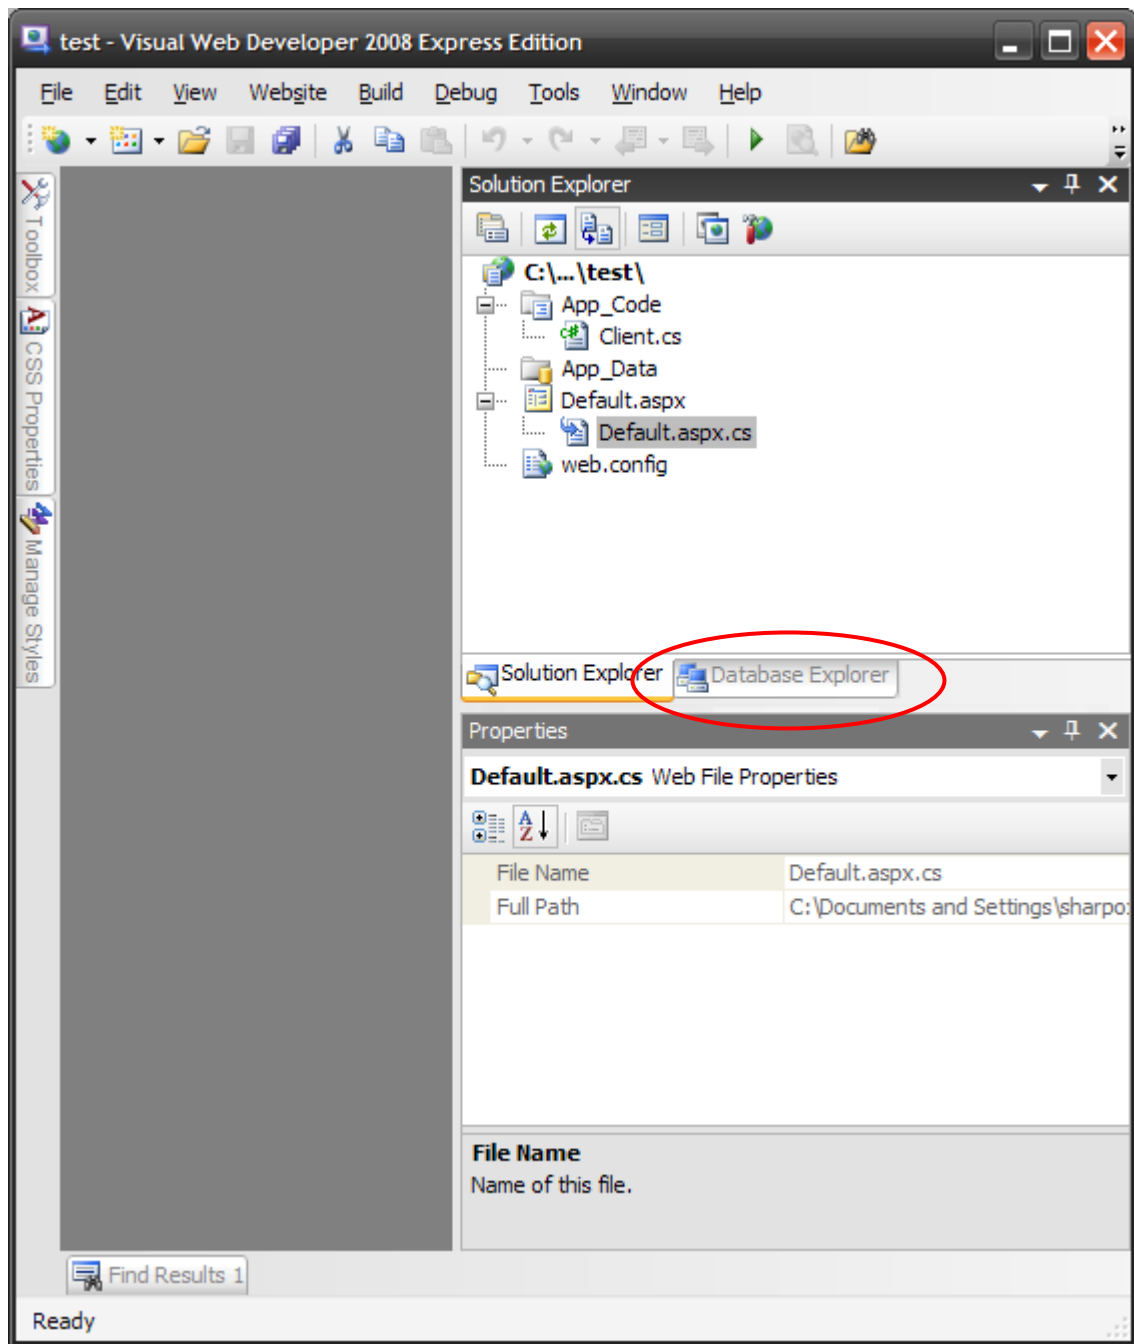 test - Visual Web Developer 2008 Express Edition
File Edit View Website Build Debug Tools Window Help
Toolbox
CSS Properties
Manage Styles
Solution Explorer
C:\...\test\
App_Code
Client.cs
App_Data
Default.aspx
Default.aspx.cs
web.config
Solution Explorer Database Explorer
Properties
Default.aspx.cs Web File Properties
File Name Default.aspx.cs
Full Path C:\Documents and Settings\sharpo
File Name
Name of this file.
Find Results 1
Ready